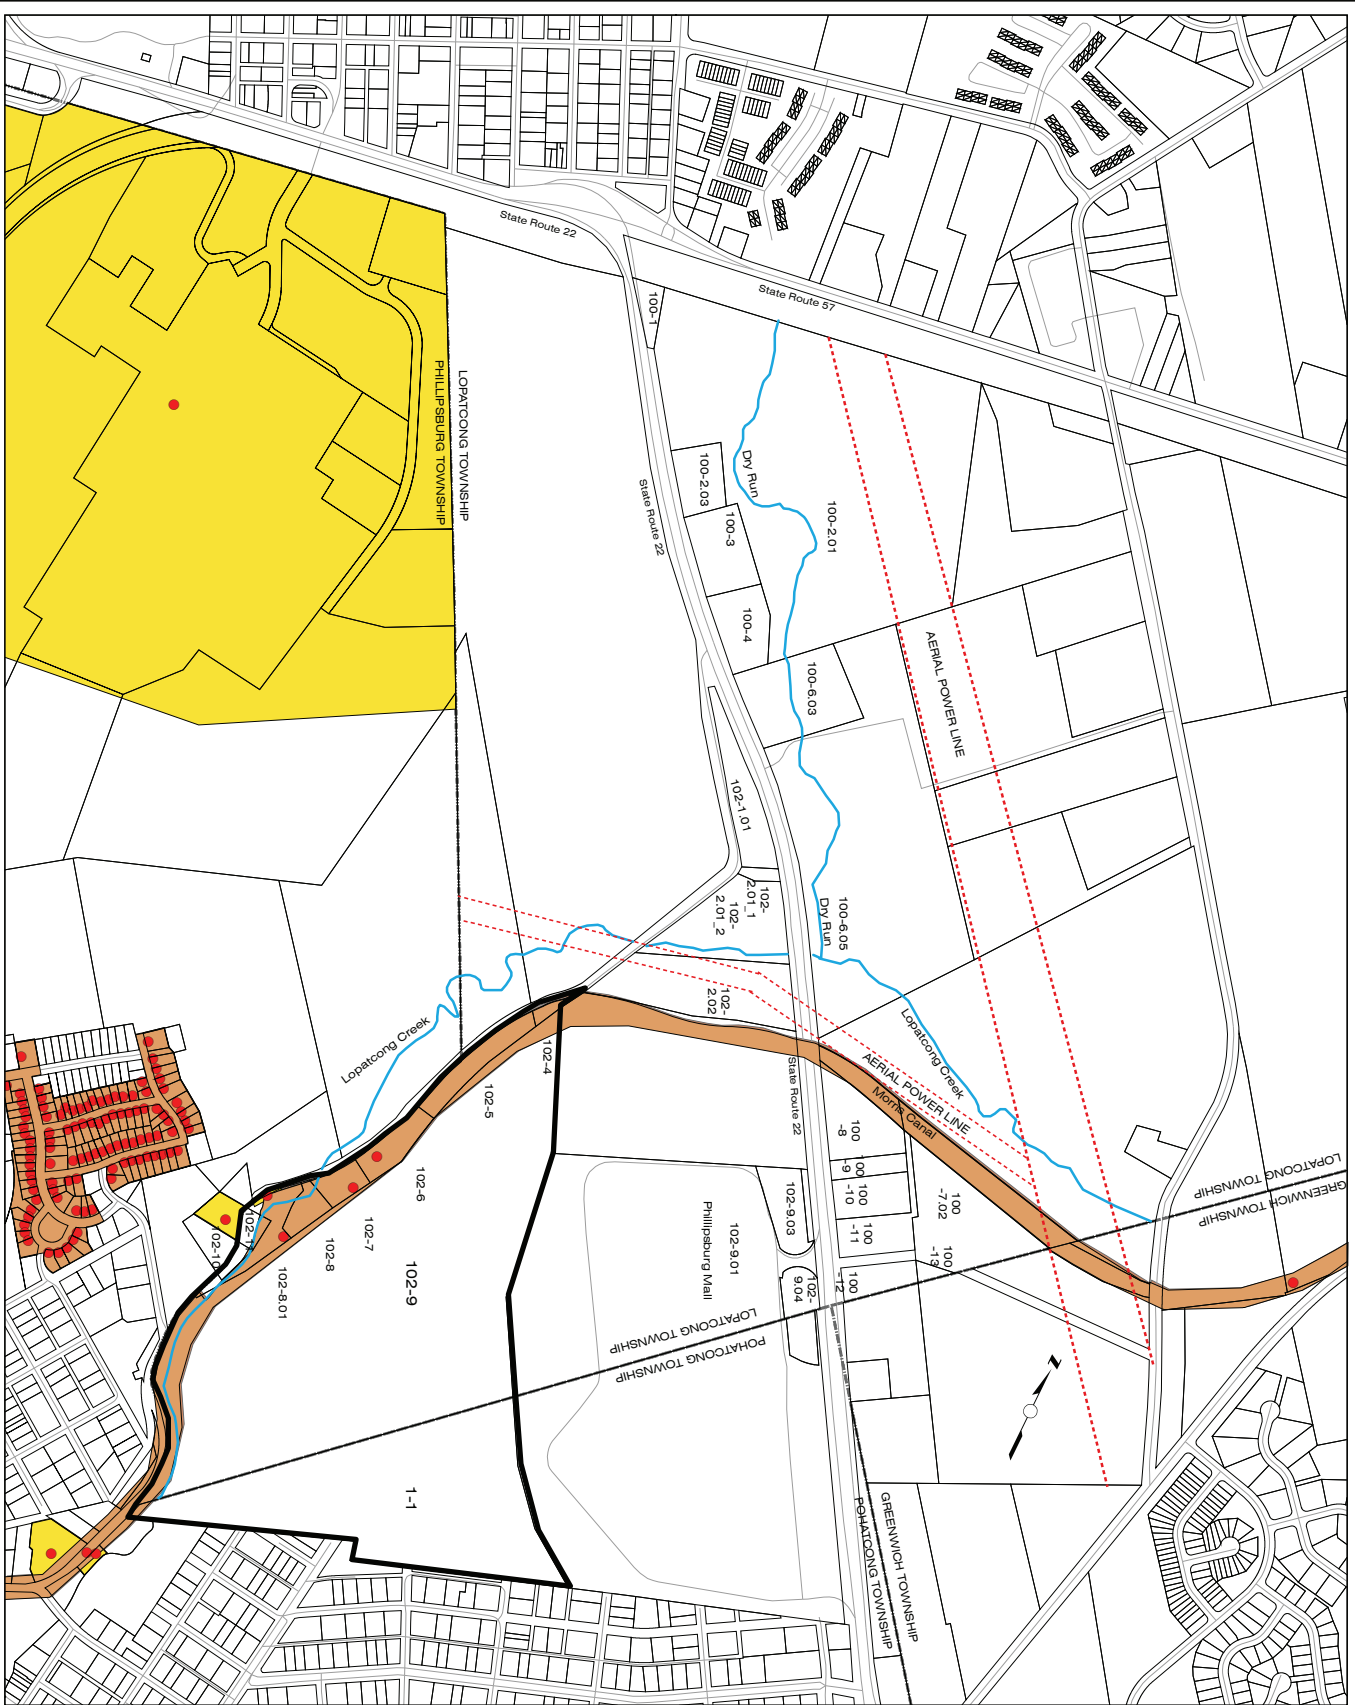 State Route 22
State Route 57
100-1
LOPATCONG TOWNSHIP
PHILLIPSBURG TOWNSHIP
100-2.03
Dry Run
State Route 22
100-3
100-2.01
100-4
AERIAL POWER LINE
100-6.03
102-1.01
102-
2.01_1
102-
2.01_2
100-6.05
Dry Run
102-
2.02
Lopatcong Creek
Lopatcong Creek
AERIAL POWER LINE
Morris Canal
State Route 22
102-4
102-5
100
-8
100
-9
100
-10
100
-11
100
-7.02
100
-13
100
-12
LOPATCONG TOWNSHIP
GREENWICH TOWNSHIP
102-6
102-7
102-8
102-8.01
102-9
102-10
102-11
102-9.03
102-9.01
Phillipsburg Mall
102-
9.04
LOPATCONG TOWNSHIP
POHATCONG TOWNSHIP
1-1
GREENWICH TOWNSHIP
POHATCONG TOWNSHIP